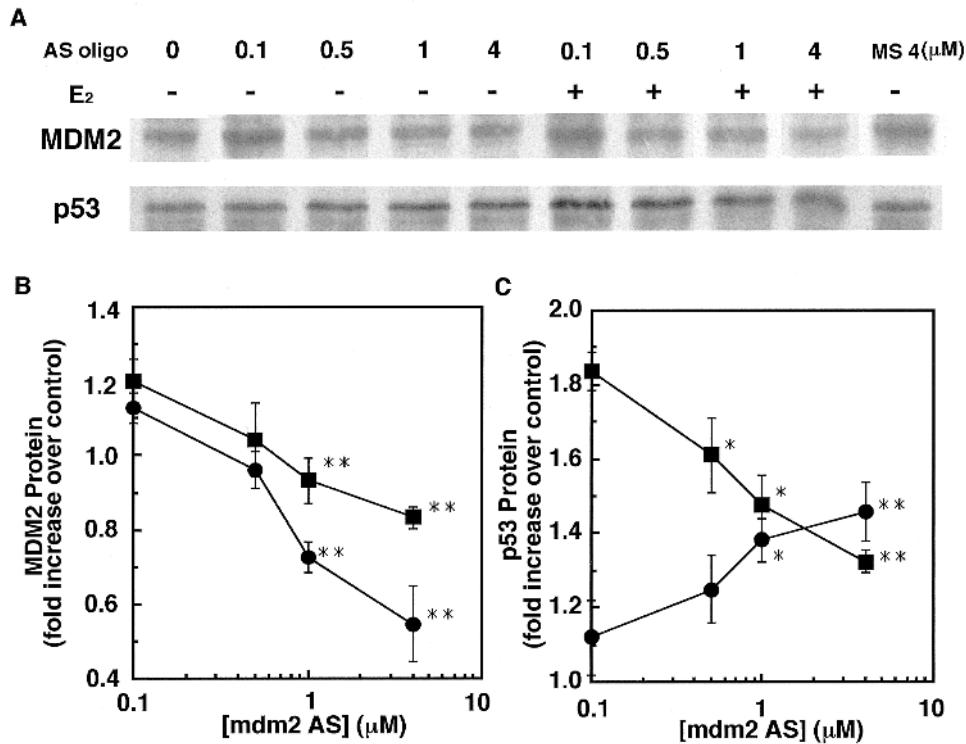 A
AS oligo 0 0.1 0.5 1 4 0.1 0.5 1 4 MS 4(μM)
E₂ - - - - - + + + + -
MDM2
p53
B
MDM2 Protein
(fold increase over control)
1.4
1.2
1.0
0.8
0.6
0.4
**
**
**
**
0.1 1 10
[mdm2 AS] (μM)
C
p53 Protein
(fold increase over control)
2.0
1.8
1.6
1.4
1.2
1.0
*
*
**
*
**
0.1 1 10
[mdm2 AS] (μM)